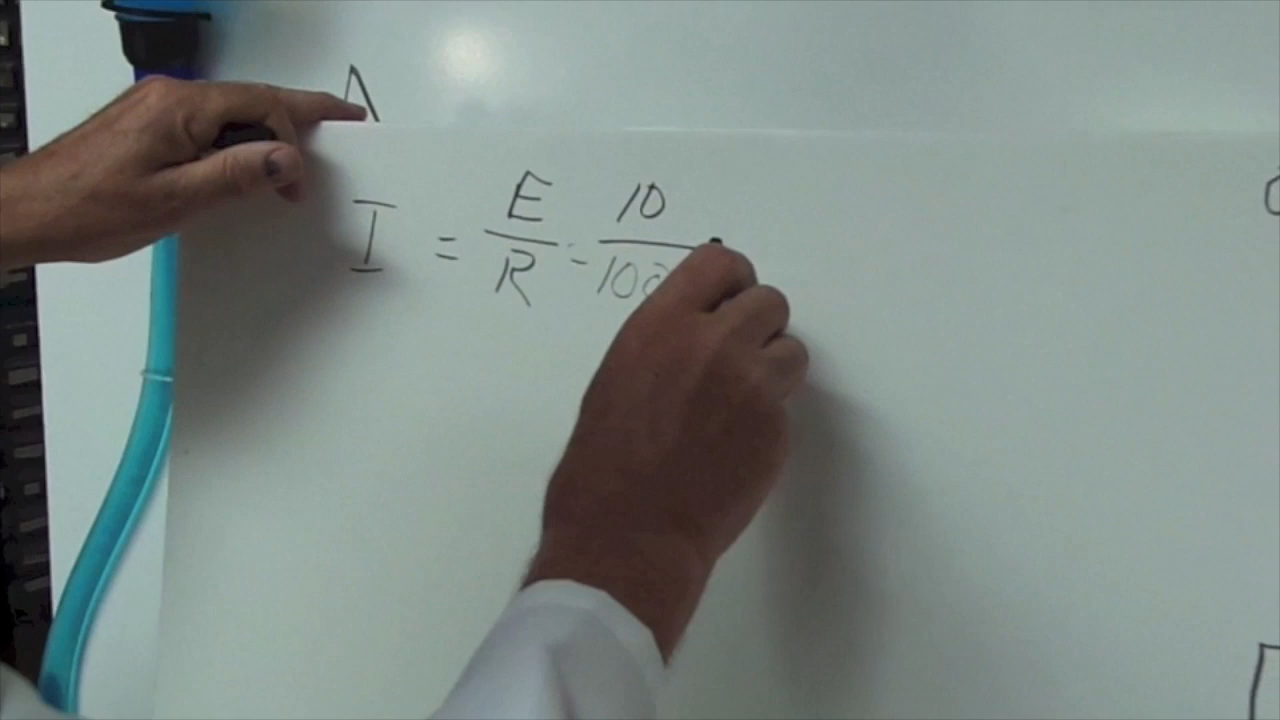 I = E/R = 10/100